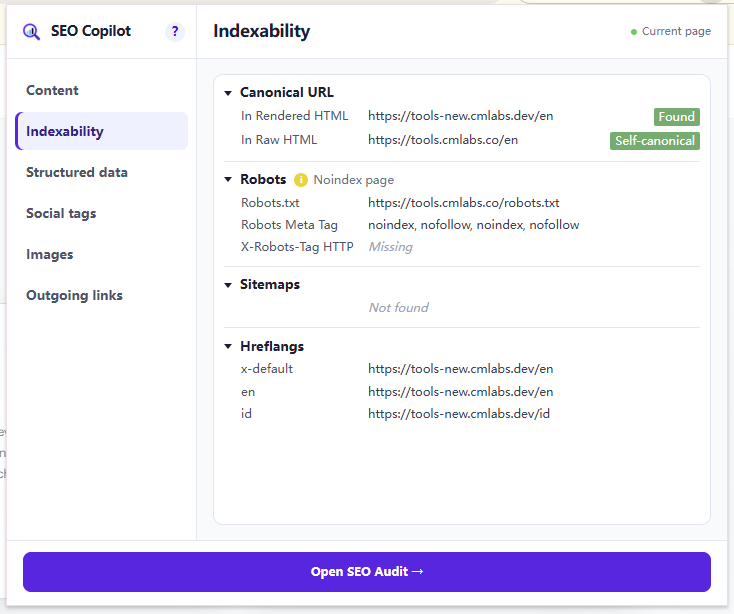 SEO Copilot ?
Indexability
Current page
Content
Indexability
Structured data
Social tags
Images
Outgoing links
Canonical URL
In Rendered HTML https://tools-new.cmlabs.dev/en Found
In Raw HTML https://tools.cmlabs.co/en Self-canonical
Robots Noindex page
Robots.txt https://tools.cmlabs.co/robots.txt
Robots Meta Tag noindex, nofollow, noindex, nofollow
X-Robots-Tag HTTP Missing
Sitemaps
Not found
Hreflangs
x-default https://tools-new.cmlabs.dev/en
en https://tools-new.cmlabs.dev/en
id https://tools-new.cmlabs.dev/id
Open SEO Audit →